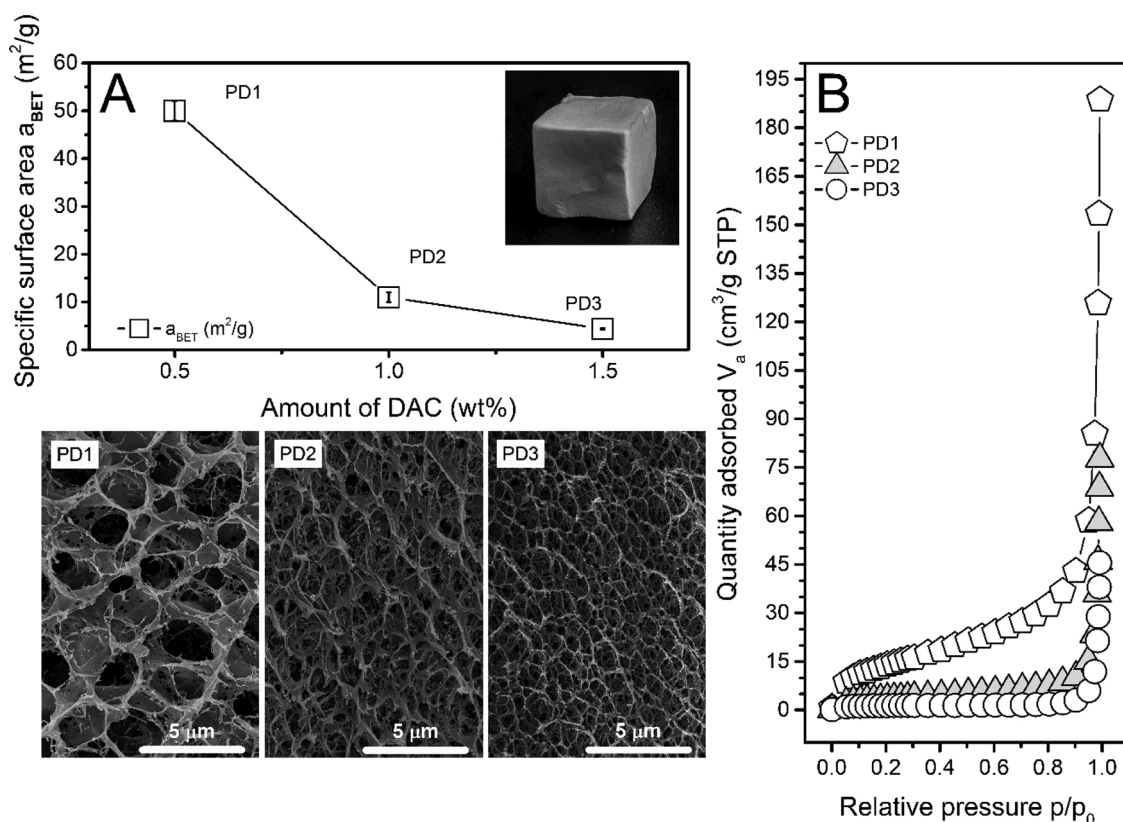 A
Specific surface area a_BET (m²/g)
60
50
40
30
20
10
0
PD1
PD2
PD3
a_BET (m²/g)
0.5
1.0
1.5
Amount of DAC (wt%)
PD1
5 μm
PD2
5 μm
PD3
5 μm
B
Quantity adsorbed V_a (cm³/g STP)
195
180
165
150
135
120
105
90
75
60
45
30
15
0
PD1
PD2
PD3
0.0
0.2
0.4
0.6
0.8
1.0
Relative pressure p/p₀